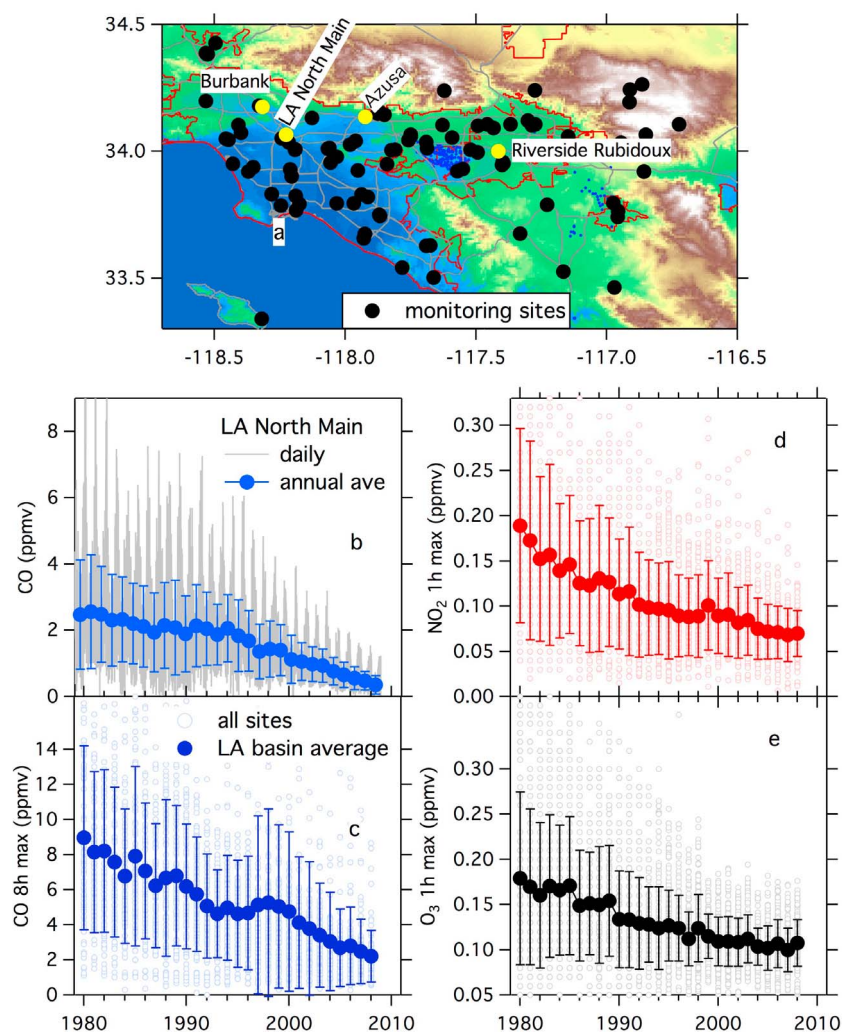 34.5
34.0
33.5
Burbank
LA North Main
Azusa
Riverside Rubidoux
a
monitoring sites
-118.5 -118.0 -117.5 -117.0 -116.5
CO (ppmv)
8
6
4
2
0
LA North Main
daily
annual ave
b
NO₂ 1h max (ppmv)
0.30
0.25
0.20
0.15
0.10
0.05
0.00
d
CO 8h max (ppmv)
14
12
10
8
6
4
2
0
all sites
LA basin average
c
1980 1990 2000 2010
O₃ 1h max (ppmv)
0.30
0.25
0.20
0.15
0.10
0.05
e
1980 1990 2000 2010